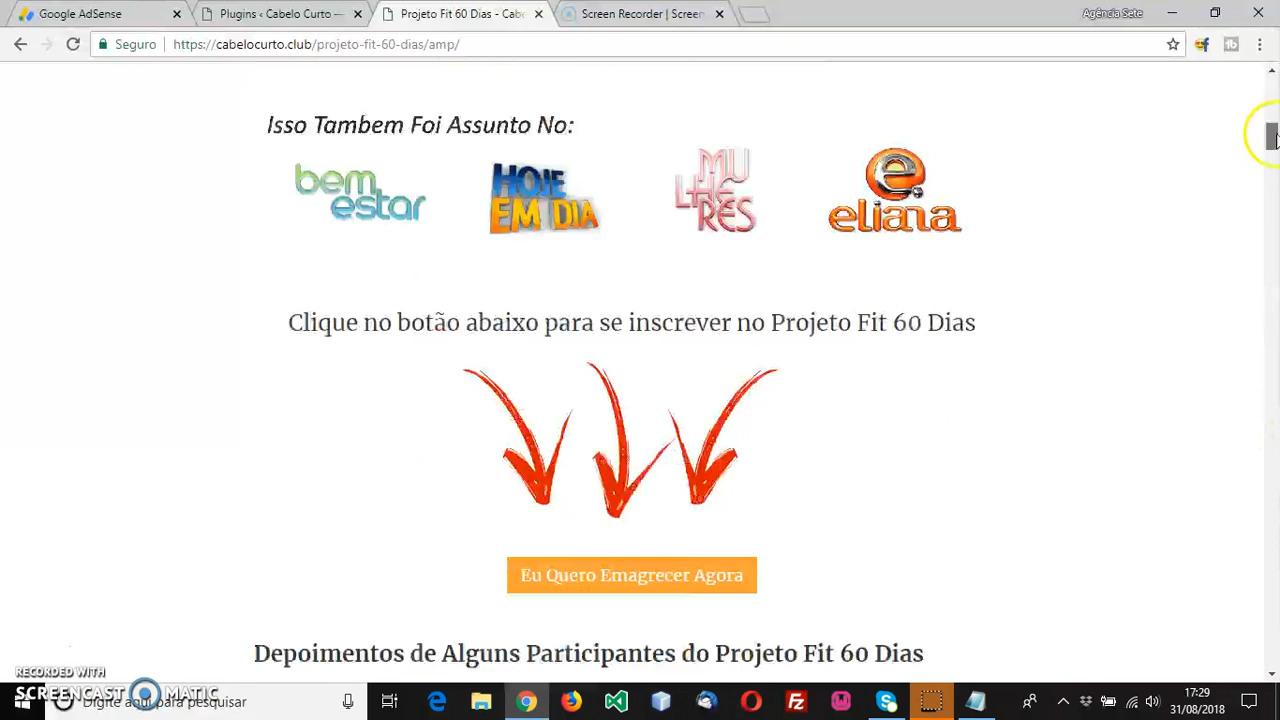 Google AdSense
Plugins ‹ Cabelo Curto —
Projeto Fit 60 Dias - Cabe
Screen Recorder | Screen
Agência Sete
Seguro
https://cabelocurto.club/projeto-fit-60-dias/amp/
Isso Tambem Foi Assunto No:
bem estar
HOJE EM DIA
MULHERES
e eliana
Clique no botão abaixo para se inscrever no Projeto Fit 60 Dias
Eu Quero Emagrecer Agora
Depoimentos de Alguns Participantes do Projeto Fit 60 Dias
RECORDED WITH
SCREENCAST MATIC
Digite aqui para pesquisar
17:29
31/08/2018